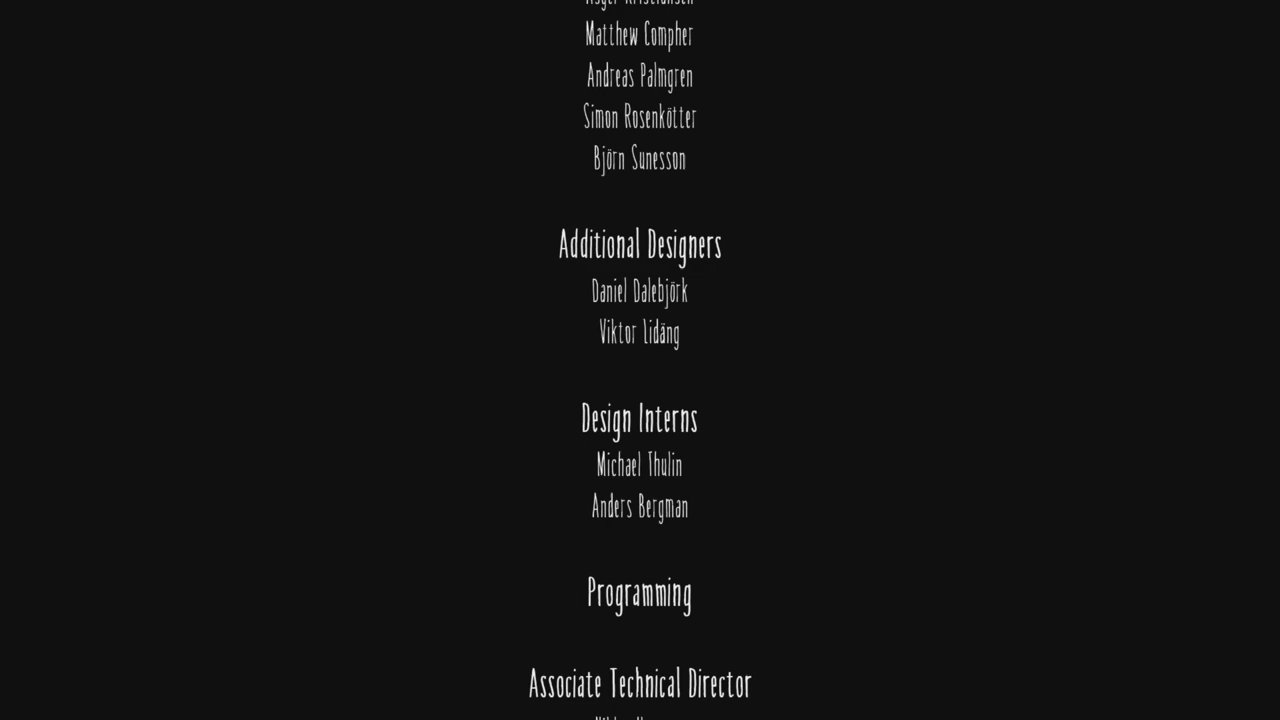 Matthew Compher
Andreas Palmgren
Simon Rosenkötter
Björn Sunesson
Additional Designers
Daniel Dalebjörk
Viktor Lidäng
Design Interns
Michael Thulin
Anders Bergman
Programming
Associate Technical Director